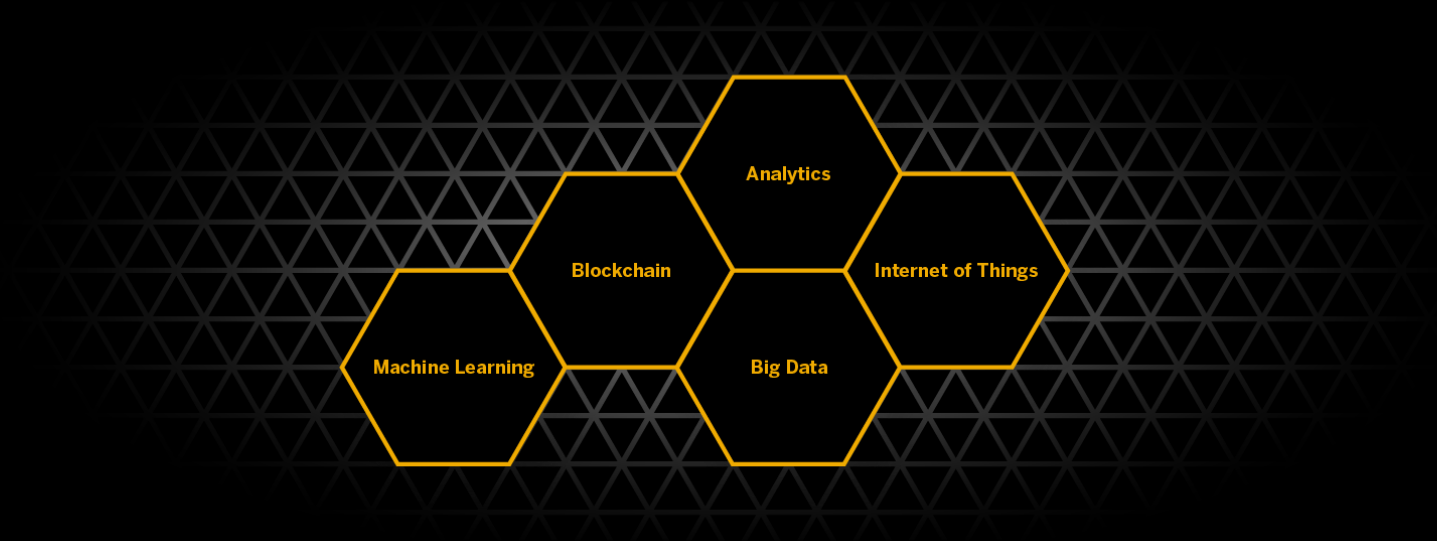 Analytics
Blockchain
Internet of Things
Machine Learning
Big Data